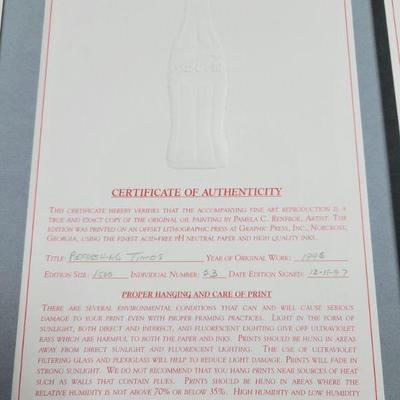 CERTIFICATE OF AUTHENTICITY
THIS CERTIFICATE HEREBY VERIFIES THAT THE ACCOMPANYING FINE ART REPRODUCTION IS A
TRUE AND EXACT COPY OF THE ORIGINAL OIL PAINTING BY PAMELA C. RENFROE, ARTIST. THE
EDITION WAS PRINTED ON AN OFFSET LITHOGRAPHIC PRESS AT GRAPHIC PRESS, INC., NORCROSS,
GEORGIA, USING THE FINEST ACID-FREE PH NEUTRAL PAPER AND HIGH QUALITY INKS.
TITLE: REFRESHING TIMES YEAR OF ORIGINAL WORK: 1996
EDITION SIZE: 1500 INDIVIDUAL NUMBER: 53 DATE EDITION SIGNED: 12-11-97
PROPER HANGING AND CARE OF PRINT
THERE ARE SEVERAL ENVIRONMENTAL CONDITIONS THAT CAN AND WILL CAUSE SERIOUS
DAMAGE TO YOUR PRINT EVEN WITH PROPER FRAMING PRACTICES. LIGHT IN THE FORM OF
SUNLIGHT, BOTH DIRECT AND INDIRECT, AND FLUORESCENT LIGHTING GIVE OFF ULTRAVIOLET
RAYS WHICH ARE HARMFUL TO BOTH THE PAPER AND INKS. PRINTS SHOULD BE HUNG IN AREAS
AWAY FROM DIRECT SUNLIGHT AND FLUORESCENT LIGHTING. THE USE OF ULTRAVIOLET
FILTERING GLASS AND PLEXIGLASS WILL HELP TO REDUCE LIGHT DAMAGE. PRINTS WILL FADE IN
STRONG SUNLIGHT. WE DO NOT RECOMMEND THAT YOU HANG PRINTS NEAR SOURCES OF HEAT
SUCH AS WALLS THAT CONTAIN FLUES. PRINTS SHOULD BE HUNG IN AREAS WHERE THE
RELATIVE HUMIDITY IS NOT ABOVE 70% OR BELOW 35%. HIGH HUMIDITY AND LOW HUMIDITY